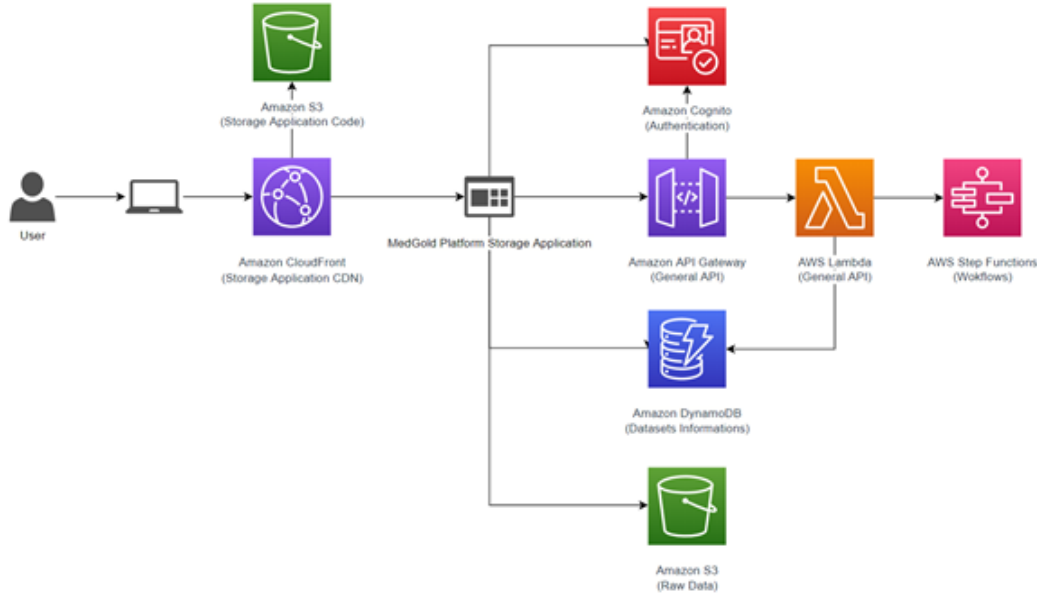 Amazon S3
(Storage Application Code)
Amazon Cognito
(Authentication)
User
MedGold Platform Storage Application
Amazon CloudFront
(Storage Application CDN)
Amazon API Gateway
(General API)
AWS Lambda
(General API)
AWS Step Functions
(Wokflows)
Amazon DynamoDB
(Datasets Informations)
Amazon S3
(Raw Data)